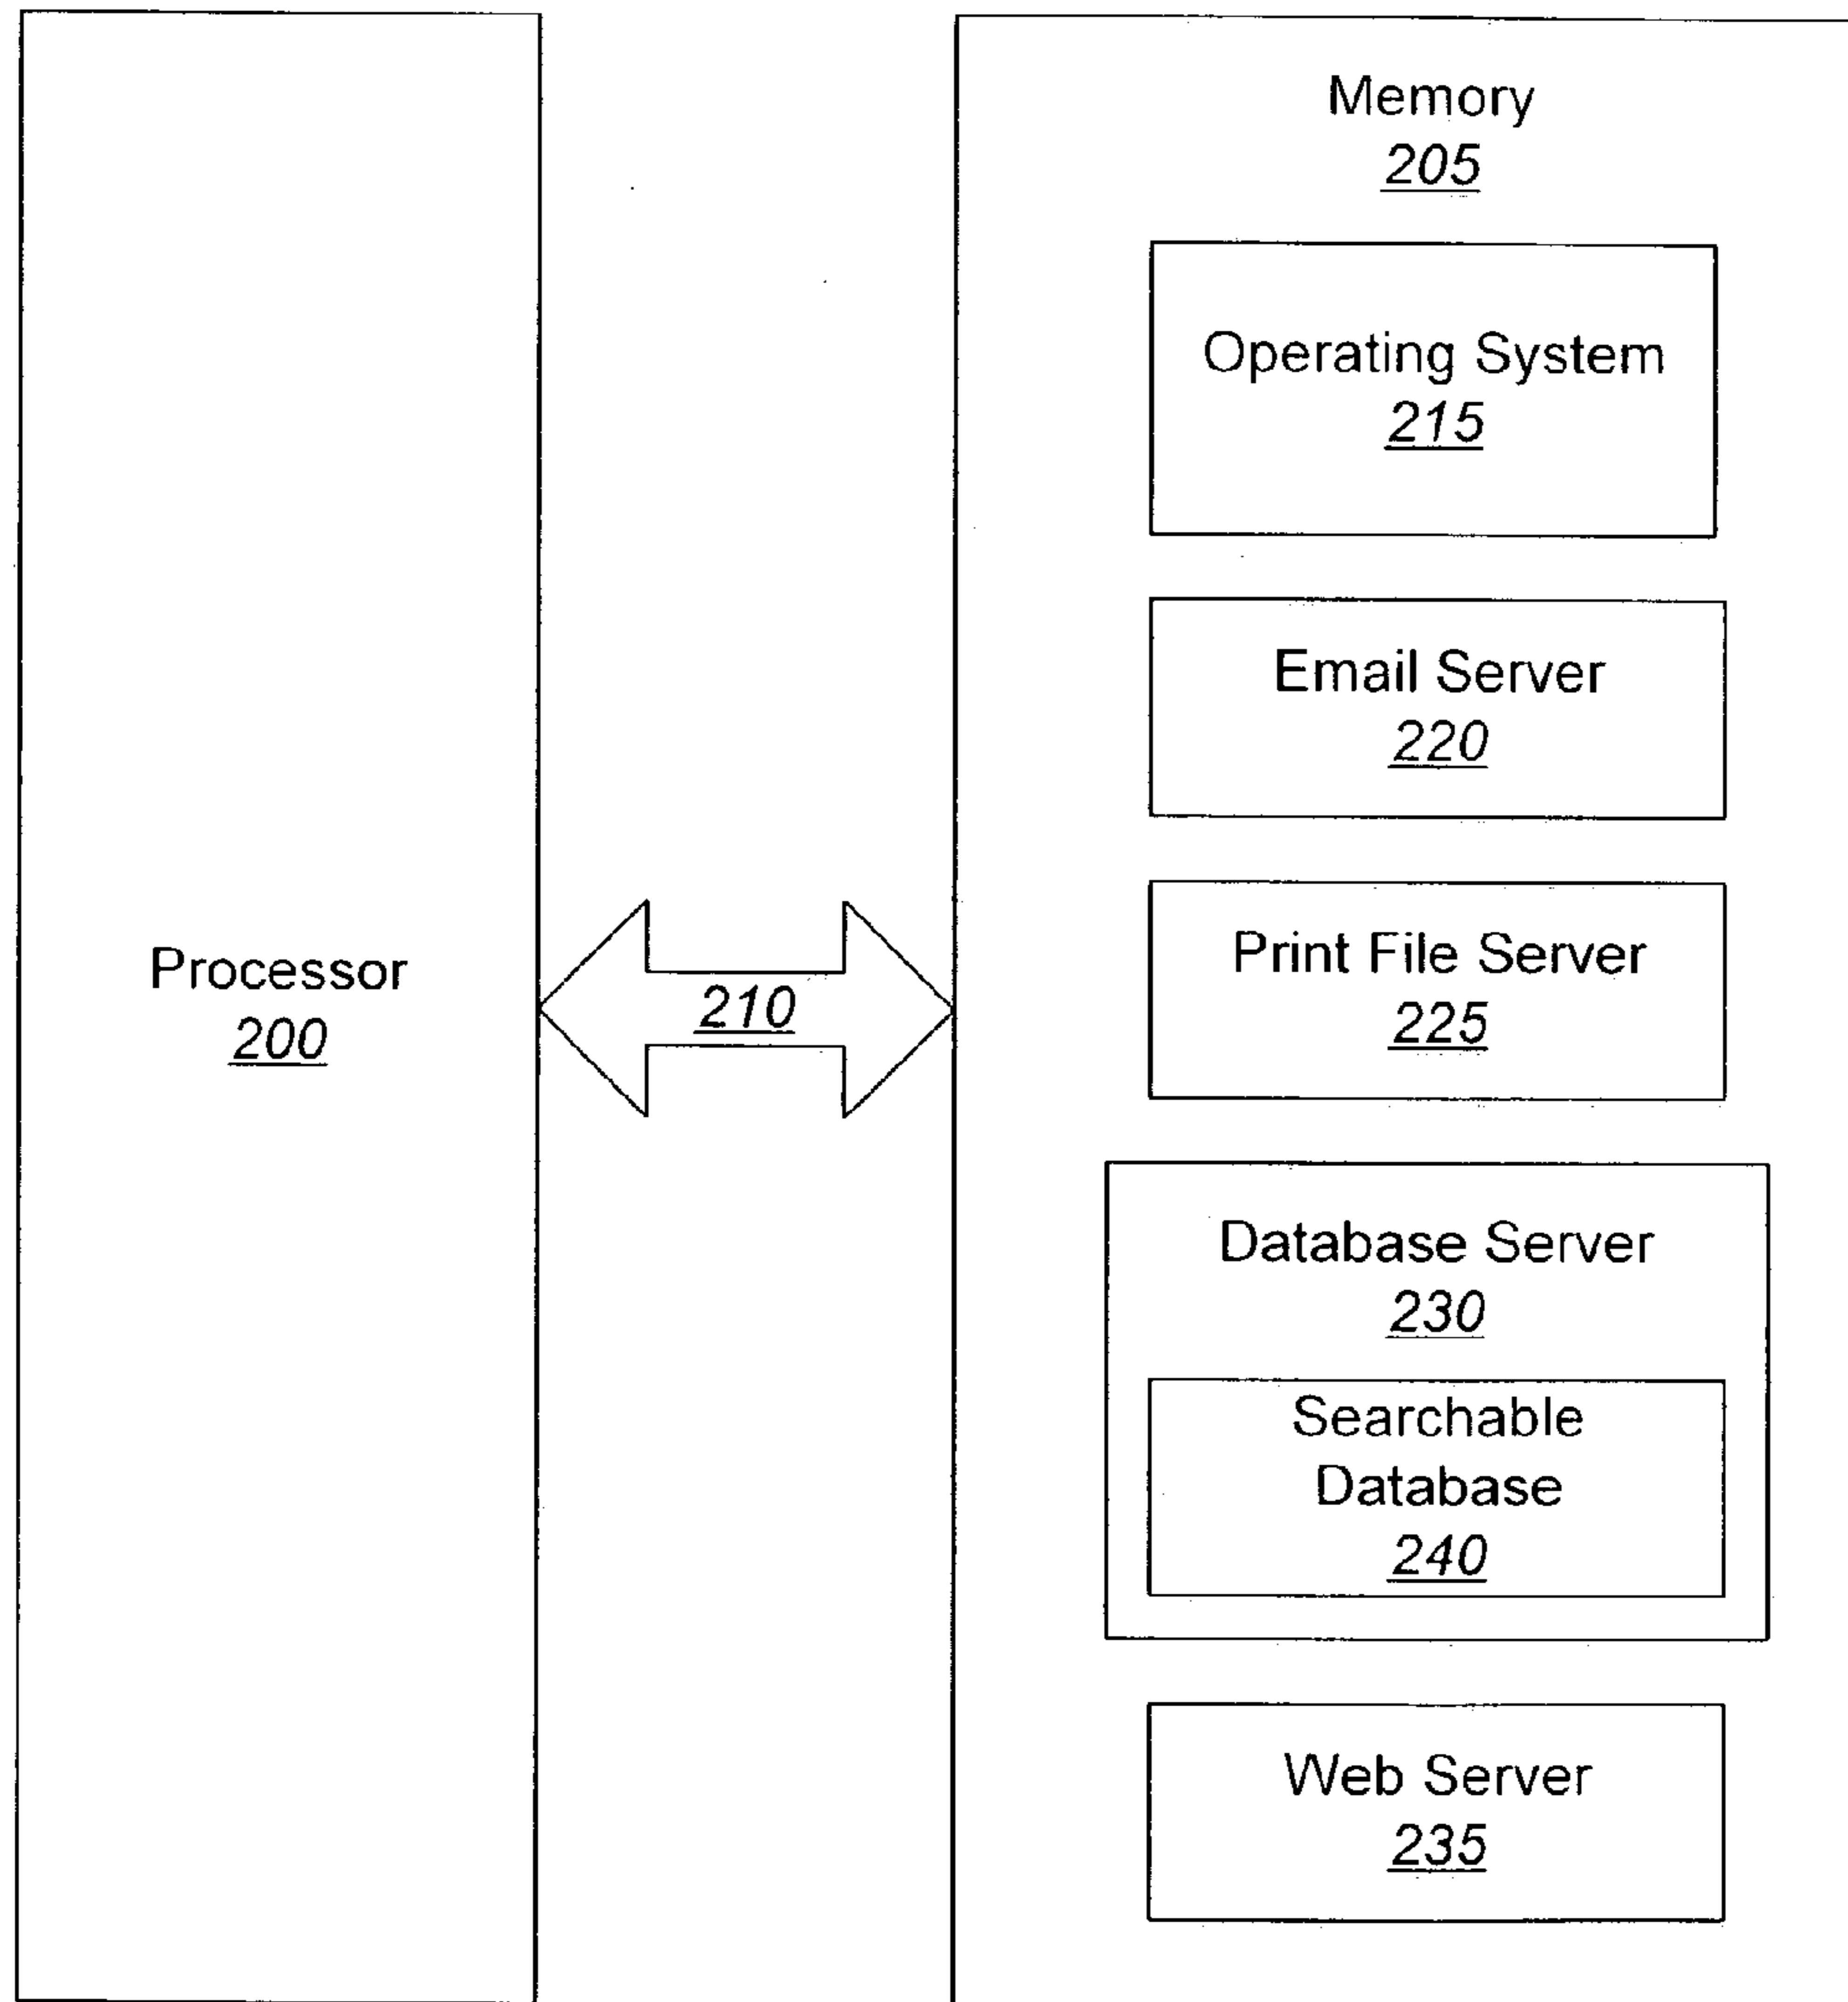 Processor
200
210
Memory
205
Operating System
215
Email Server
220
Print File Server
225
Database Server
230
Searchable
Database
240
Web Server
235